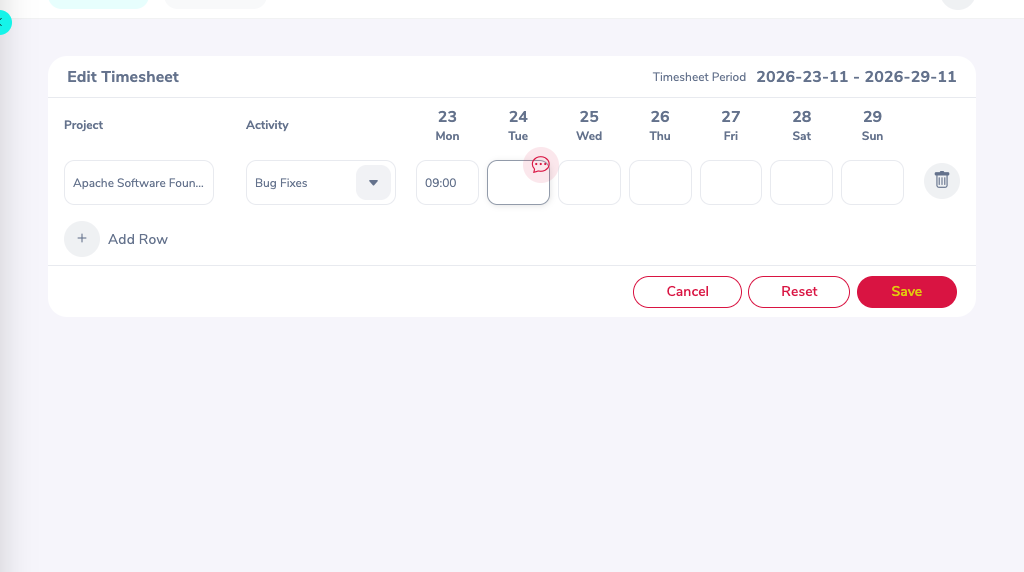 Edit Timesheet
Timesheet Period 2026-23-11 - 2026-29-11
Project Activity 23 24 25 26 27 28 29
Mon Tue Wed Thu Fri Sat Sun
Apache Software Foun... Bug Fixes 09:00
+ Add Row
Cancel Reset Save